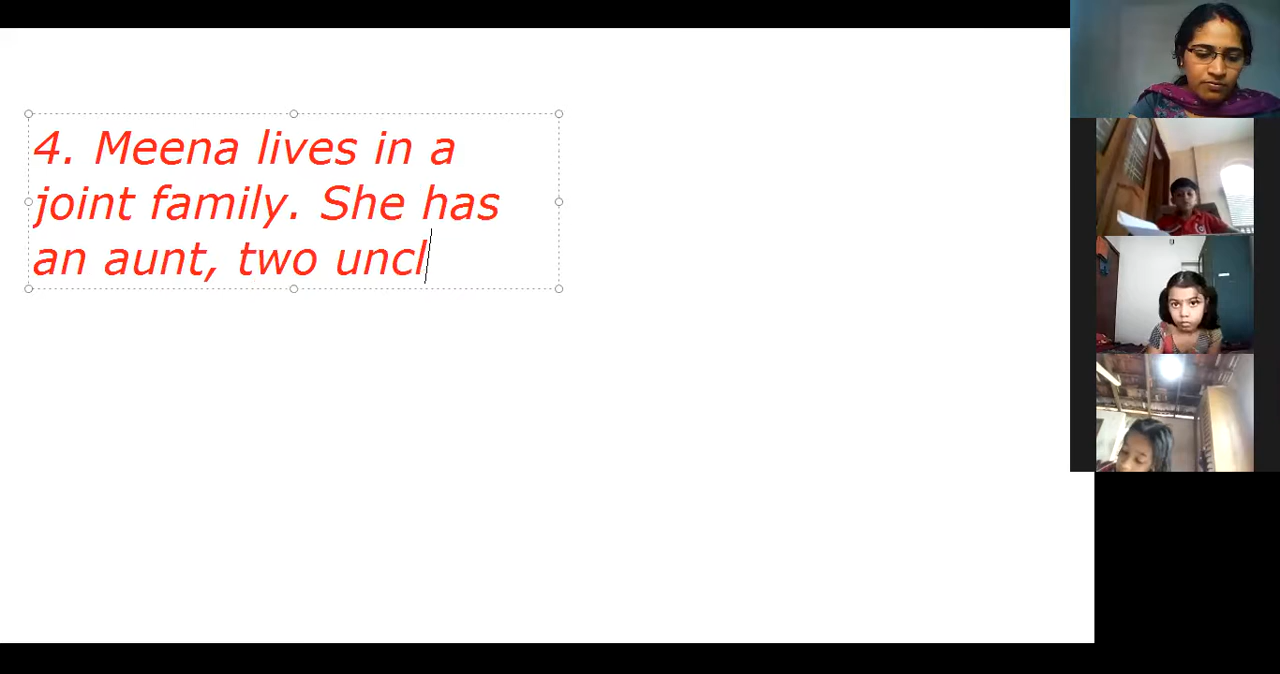 4. Meena lives in a
joint family. She has
an aunt, two uncl